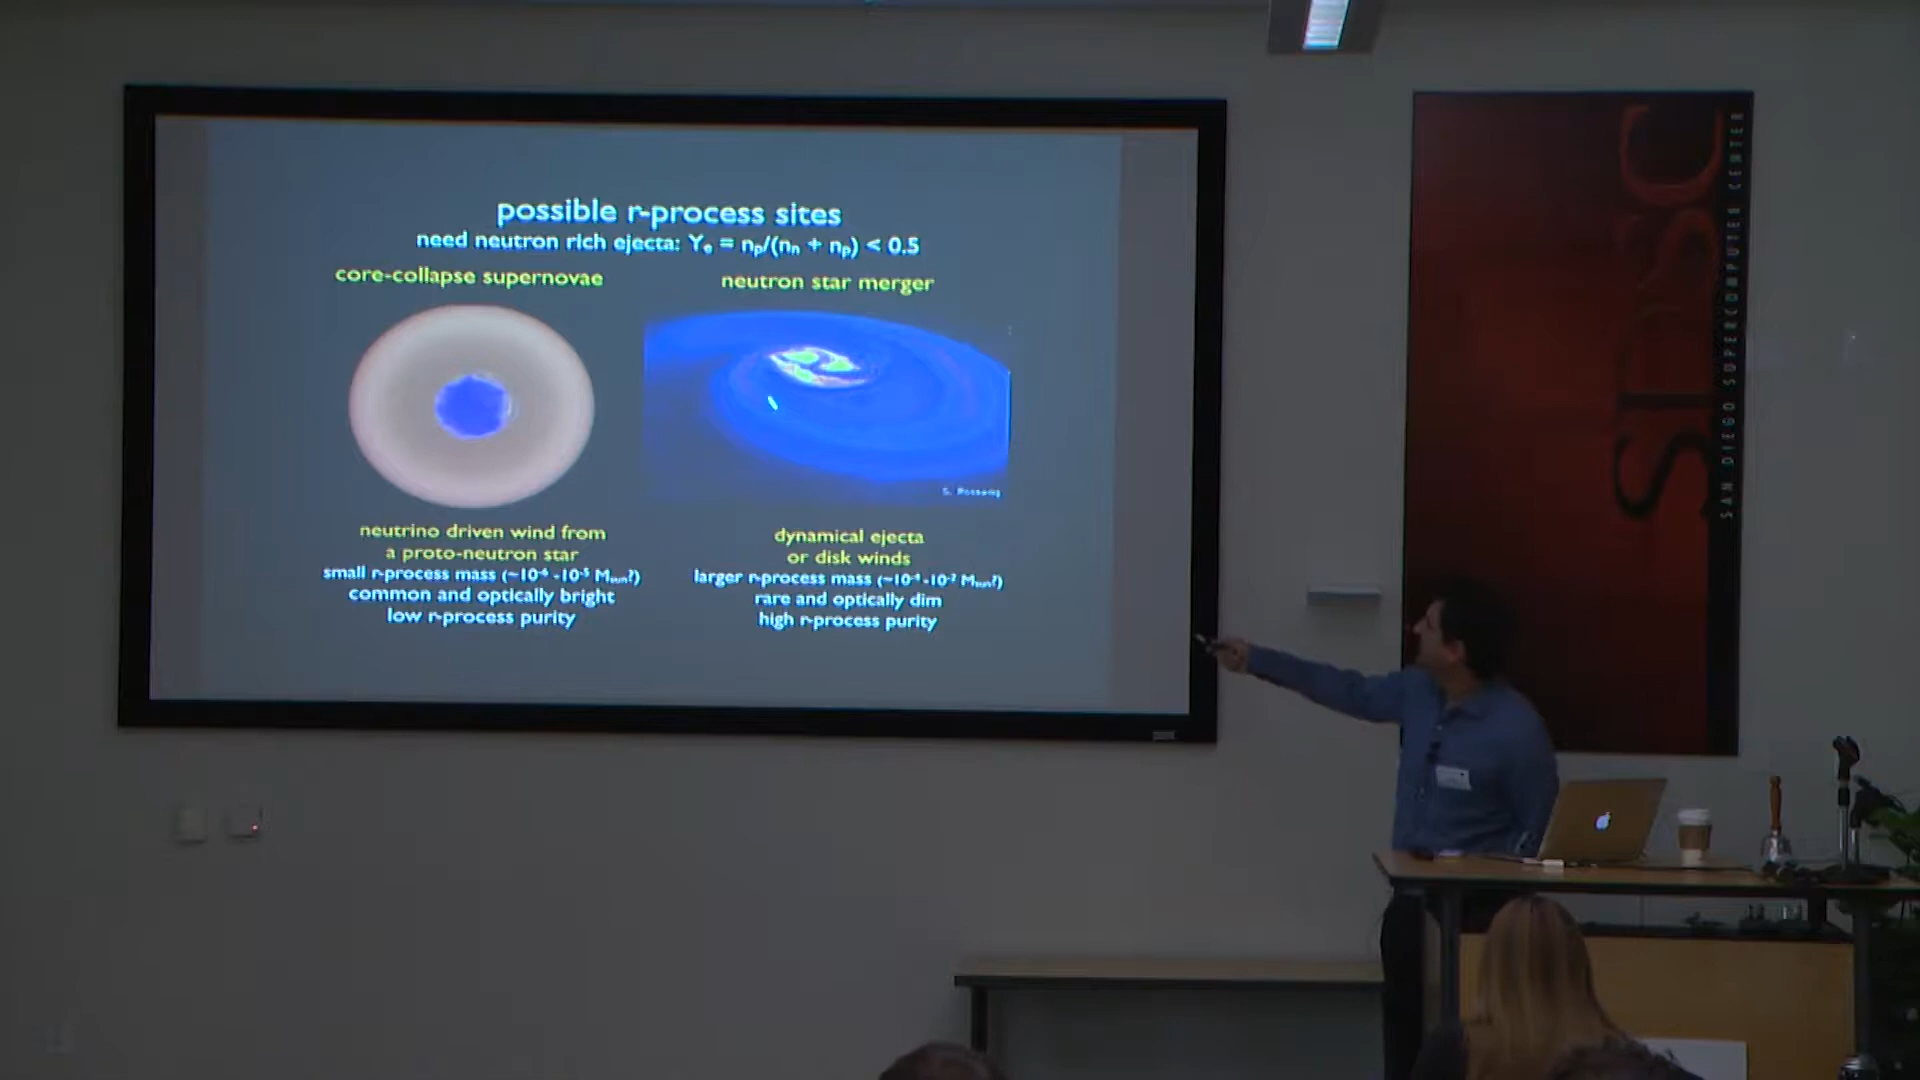 possible r-process sites
need neutron rich ejecta: Yₑ = nₚ/(nₙ + nₚ) < 0.5
core-collapse supernovae
neutron star merger
S. Rosswog
neutrino driven wind from
a proto-neutron star
small r-process mass (~10⁻⁶ -10⁻⁵ Mₛᵤₙ?)
common and optically bright
low r-process purity
dynamical ejecta
or disk winds
larger r-process mass (~10⁻⁴-10⁻² Mₛᵤₙ?)
rare and optically dim
high r-process purity
SDSC
SAN DIEGO SUPERCOMPUTER CENTER